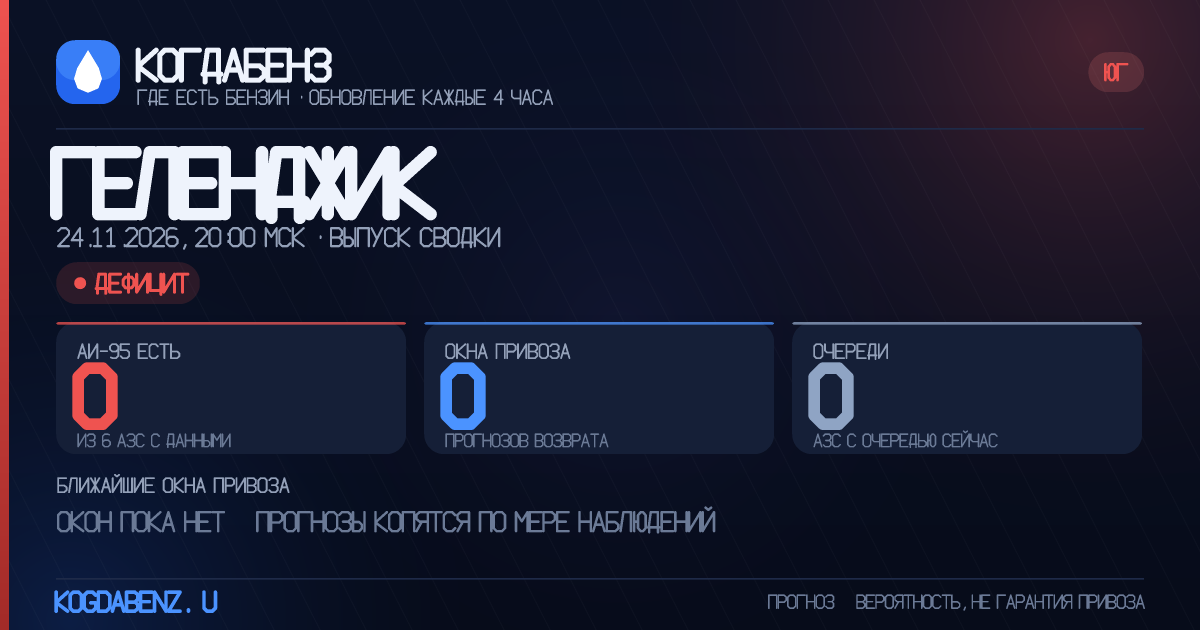 КОГДАБЕНЗ
ГДЕ ЕСТЬ БЕНЗИН · ОБНОВЛЕНИЕ КАЖДЫЕ 4 ЧАСА
ЮГ
ГЕЛЕНДЖИК
24.11.2026, 20:00 МСК · ВЫПУСК СВОДКИ
ДЕФИЦИТ
АИ-95 ЕСТЬ
0
ИЗ 6 АЗС С ДАННЫМИ
ОКНА ПРИВОЗА
0
ПРОГНОЗОВ ВОЗВРАТА
ОЧЕРЕДИ
0
АЗС С ОЧЕРЕДЬЮ СЕЙЧАС
БЛИЖАЙШИЕ ОКНА ПРИВОЗА
ОКОН ПОКА НЕТ ПРОГНОЗЫ КОПЯТСЯ ПО МЕРЕ НАБЛЮДЕНИЙ
KOGDABENZ. U
ПРОГНОЗ ВЕРОЯТНОСТЬ, НЕ ГАРАНТИЯ ПРИВОЗА